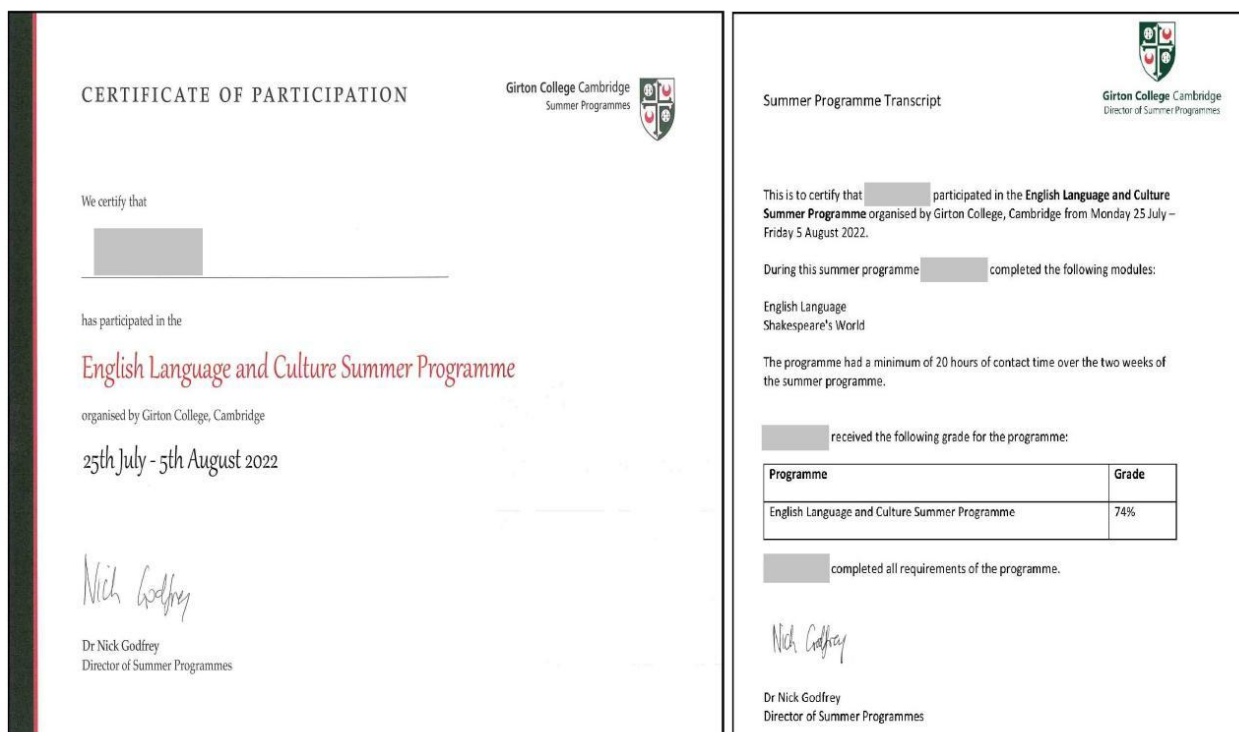 CERTIFICATE OF PARTICIPATION
Girton College Cambridge
Summer Programmes
We certify that
has participated in the
English Language and Culture Summer Programme
organised by Girton College, Cambridge
25th July - 5th August 2022
Nick Godfrey
Dr Nick Godfrey
Director of Summer Programmes
Girton College Cambridge
Director of Summer Programmes
Summer Programme Transcript
This is to certify that participated in the English Language and Culture
Summer Programme organised by Girton College, Cambridge from Monday 25 July –
Friday 5 August 2022.
During this summer programme completed the following modules:
English Language
Shakespeare's World
The programme had a minimum of 20 hours of contact time over the two weeks of
the summer programme.
received the following grade for the programme:
Programme Grade
English Language and Culture Summer Programme 74%
completed all requirements of the programme.
Nick Godfrey
Dr Nick Godfrey
Director of Summer Programmes